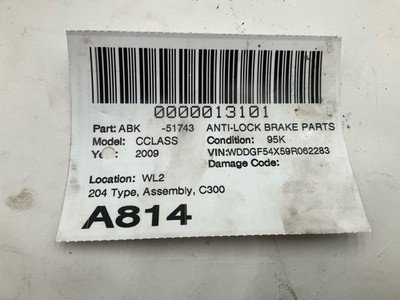 0000013101
Part: ABK -51743 ANTI-LOCK BRAKE PARTS
Model: CCLASS Condition: 95K
Ye : 2009 VIN:WDDGF54X59R062283
Damage Code:
Location: WL2
204 Type, Assembly, C300
A814